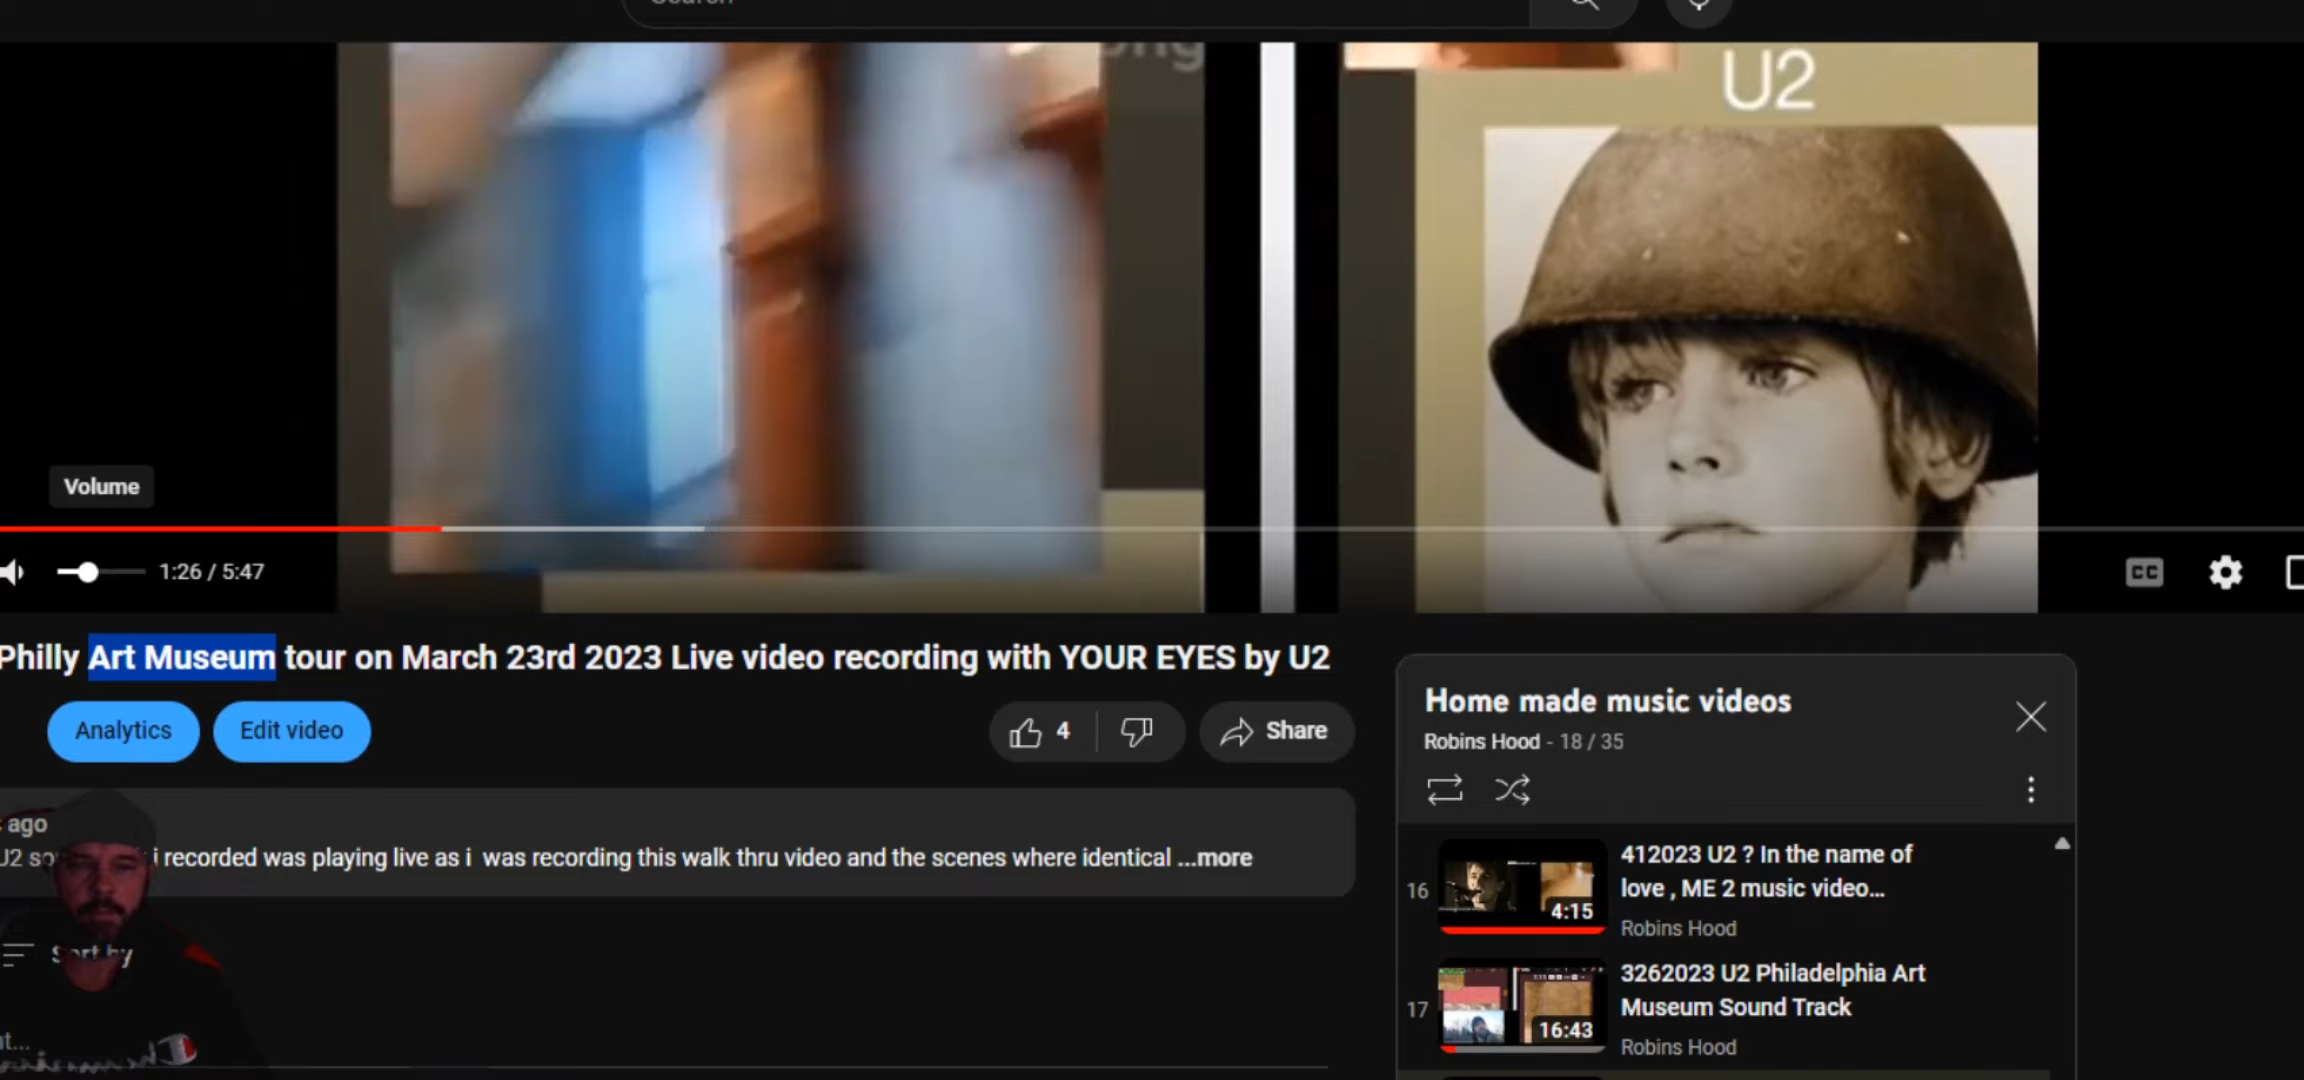 Search
U2
Volume
1:26 / 5:47
CC
Philly Art Museum tour on March 23rd 2023 Live video recording with YOUR EYES by U2
Analytics
Edit video
4
Share
ago
i recorded was playing live as i was recording this walk thru video and the scenes where identical ...more
Sort by
Home made music videos
Robins Hood - 18 / 35
16
4:15
412023 U2 ? In the name of
love , ME 2 music video...
Robins Hood
17
16:43
3262023 U2 Philadelphia Art
Museum Sound Track
Robins Hood